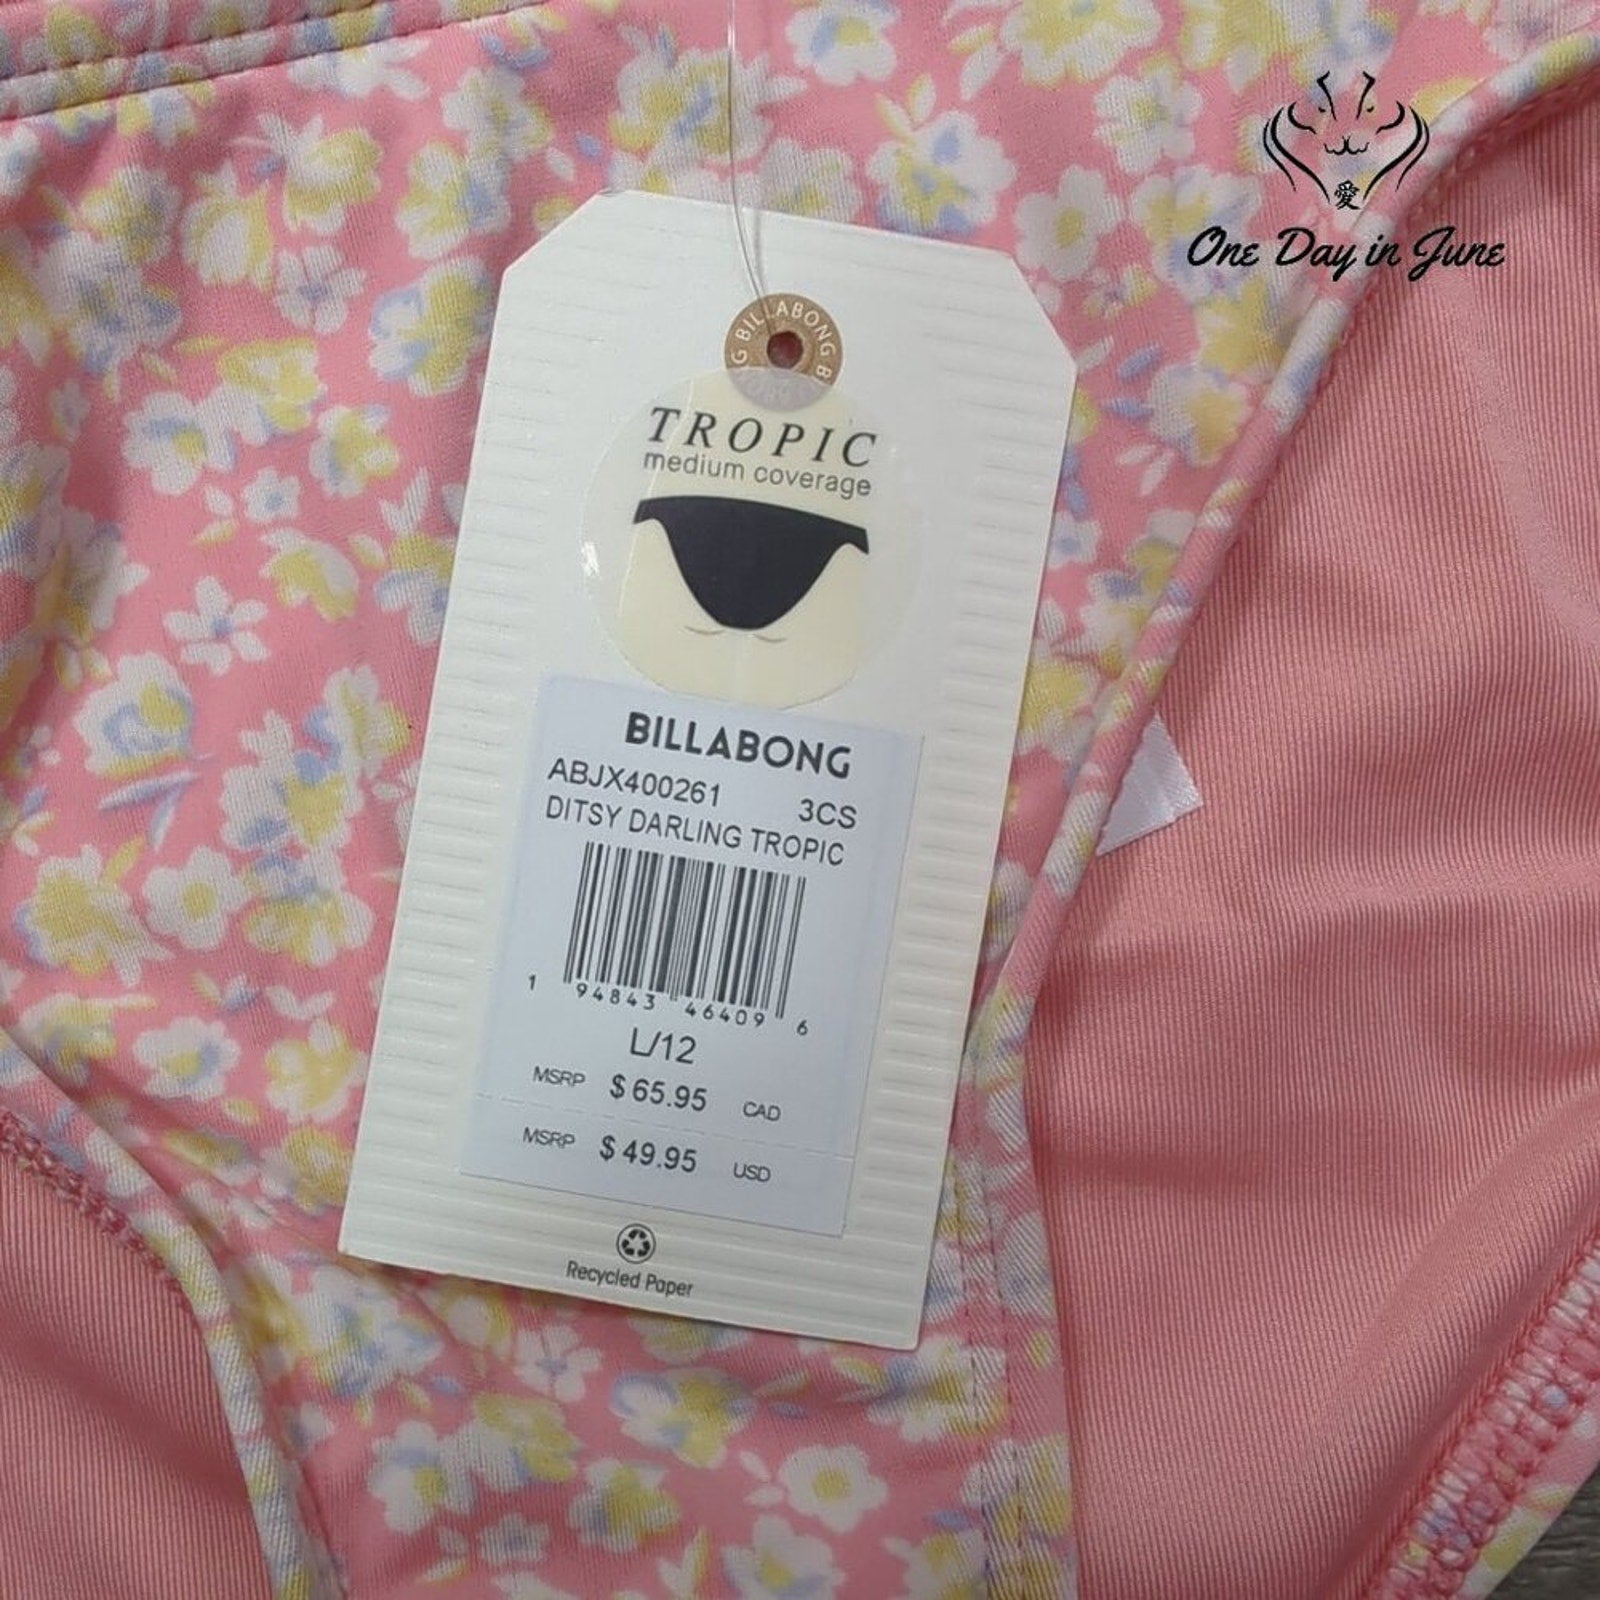 愛
One Day in June
BILLABONG B
TROPIC
medium coverage
BILLABONG
ABJX400261 3CS
DITSY DARLING TROPIC
1 94843 46409 6
L/12
MSRP $ 65.95 CAD
MSRP $ 49.95 USD
Recycled Paper